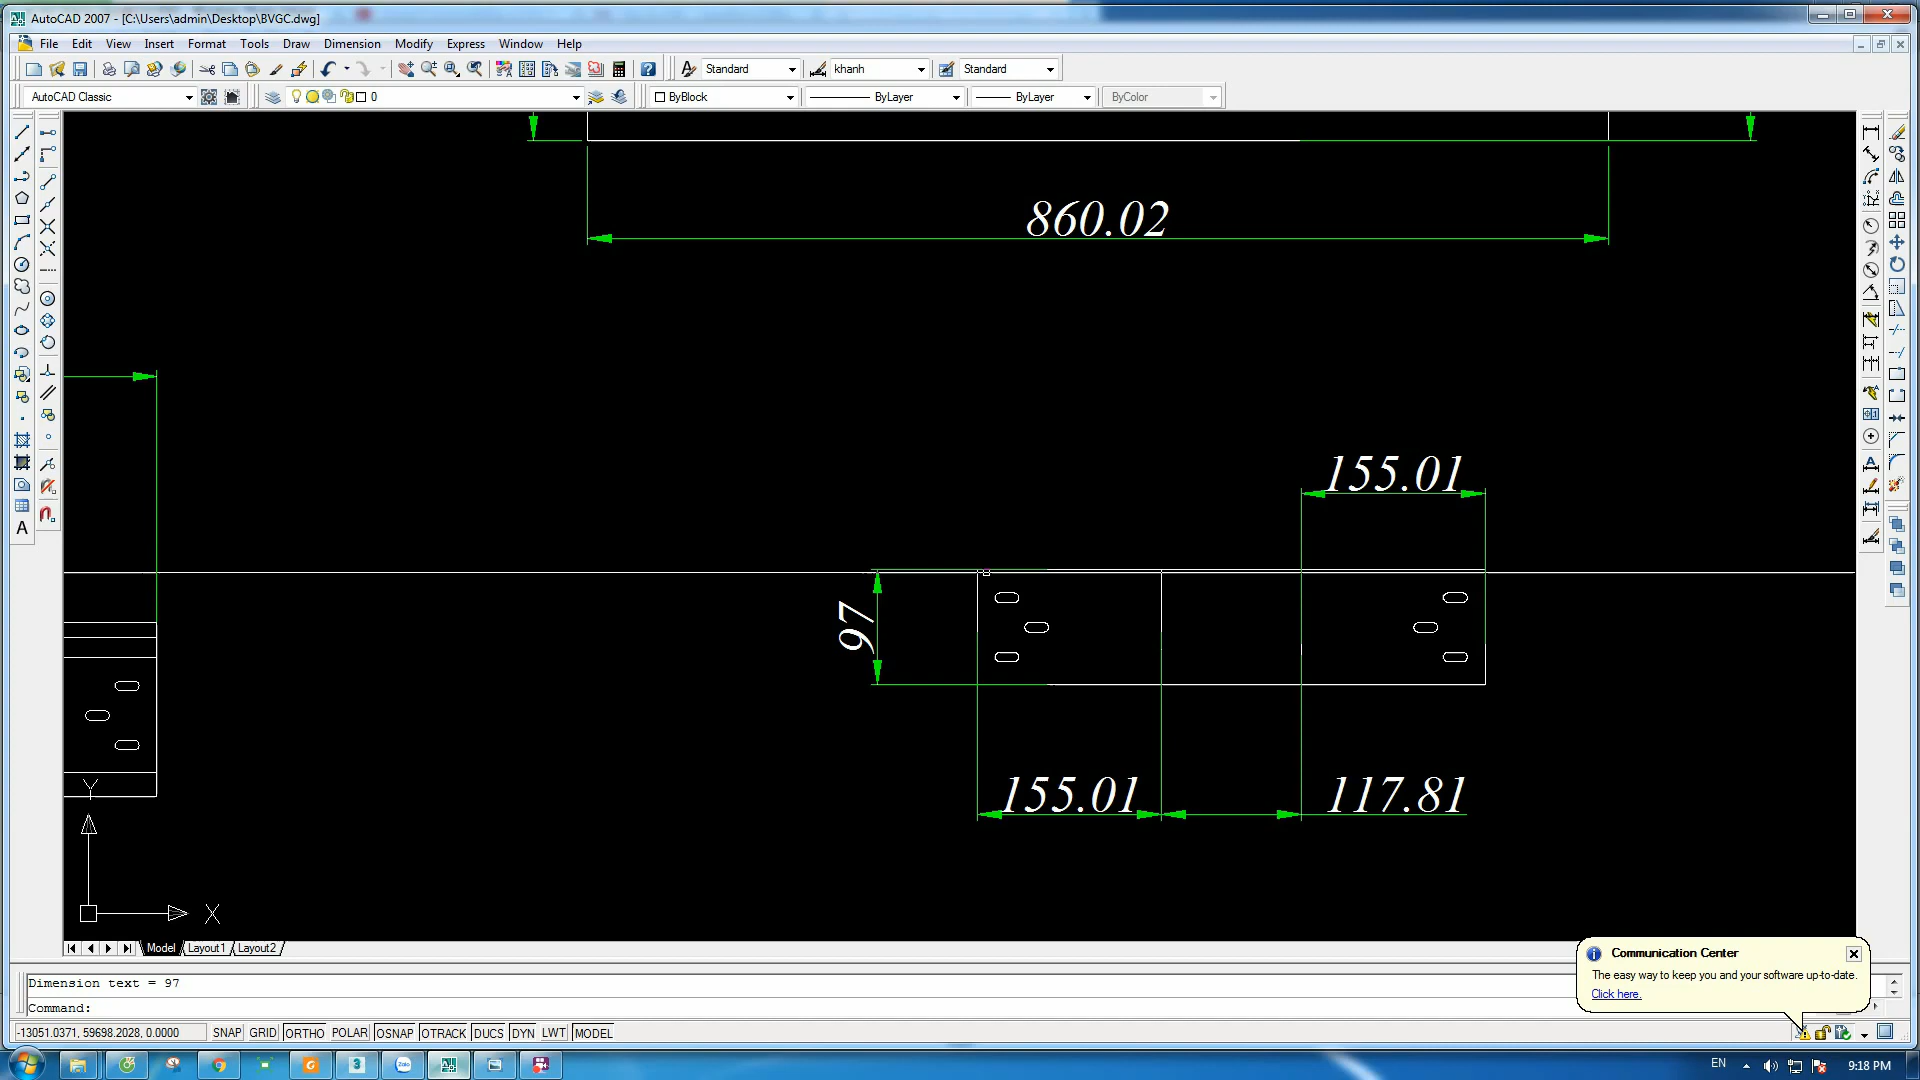 AutoCAD 2007 - [C:\Users\admin\Desktop\BVGC.dwg]
File Edit View Insert Format Tools Draw Dimension Modify Express Window Help
Standard khanh Standard
AutoCAD Classic 0 ByBlock ByLayer ByLayer ByColor
860.02
155.01
97
155.01 117.81
Y
X
A
Model Layout1 Layout2
Communication Center
The easy way to keep you and your software up-to-date.
Click here.
Dimension text = 97
Command:
-13051.0371, 59698.2028, 0.0000 SNAP GRID ORTHO POLAR OSNAP OTRACK DUCS DYN LWT MODEL
EN 9:18 PM